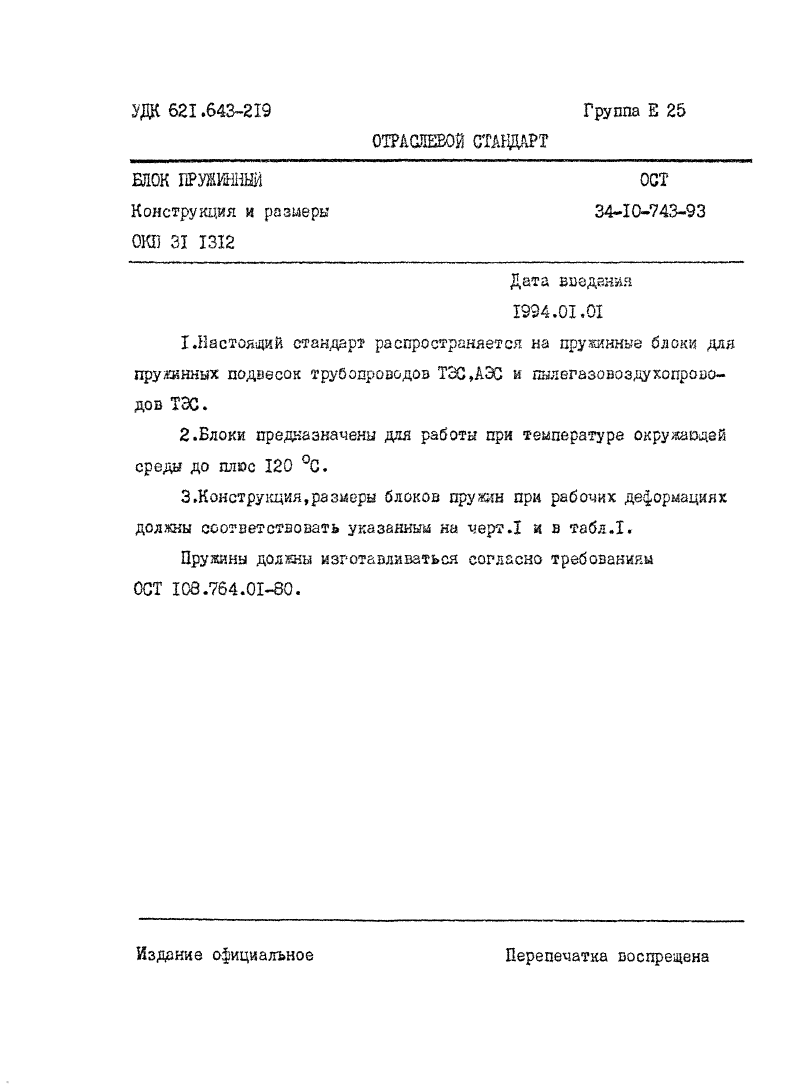 УДК 621.643-219 Группа Е 25
ОТРАСЛЕВОЙ СТАНДАРТ
БЛОК ПРУЖИННЫЙ ОСТ
Конструкция и размеры 34-10-743-93
ОКП 31 1312
Дата введения
1994.01.01
1.Настоящий стандарт распространяется на пружинные блоки для
пружинных подвесок трубопроводов ТЭС,АЭС и пылегазовоздухопрово-
дов ТЭС.
2.Блоки предназначены для работы при температуре окружающей
среды до плюс 120 °С.
3.Конструкция,размеры блоков пружин при рабочих деформациях
должны соответствовать указанным на черт.1 и в табл.1.
Пружины должны изготавливаться согласно требованиям
ОСТ 108.764.01-80.
Издание официальное Перепечатка воспрещена